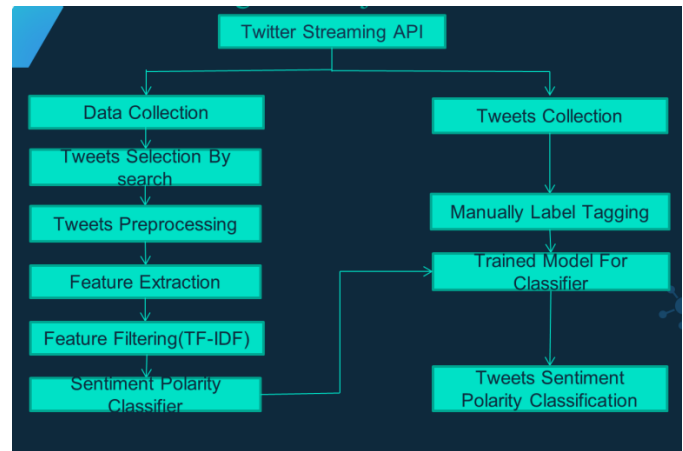 Twitter Streaming API
Data Collection
Tweets Collection
Tweets Selection By
search
Tweets Preprocessing
Manually Label Tagging
Feature Extraction
Trained Model For
Classifier
Feature Filtering(TF-IDF)
Sentiment Polarity
Classifier
Tweets Sentiment
Polarity Classification